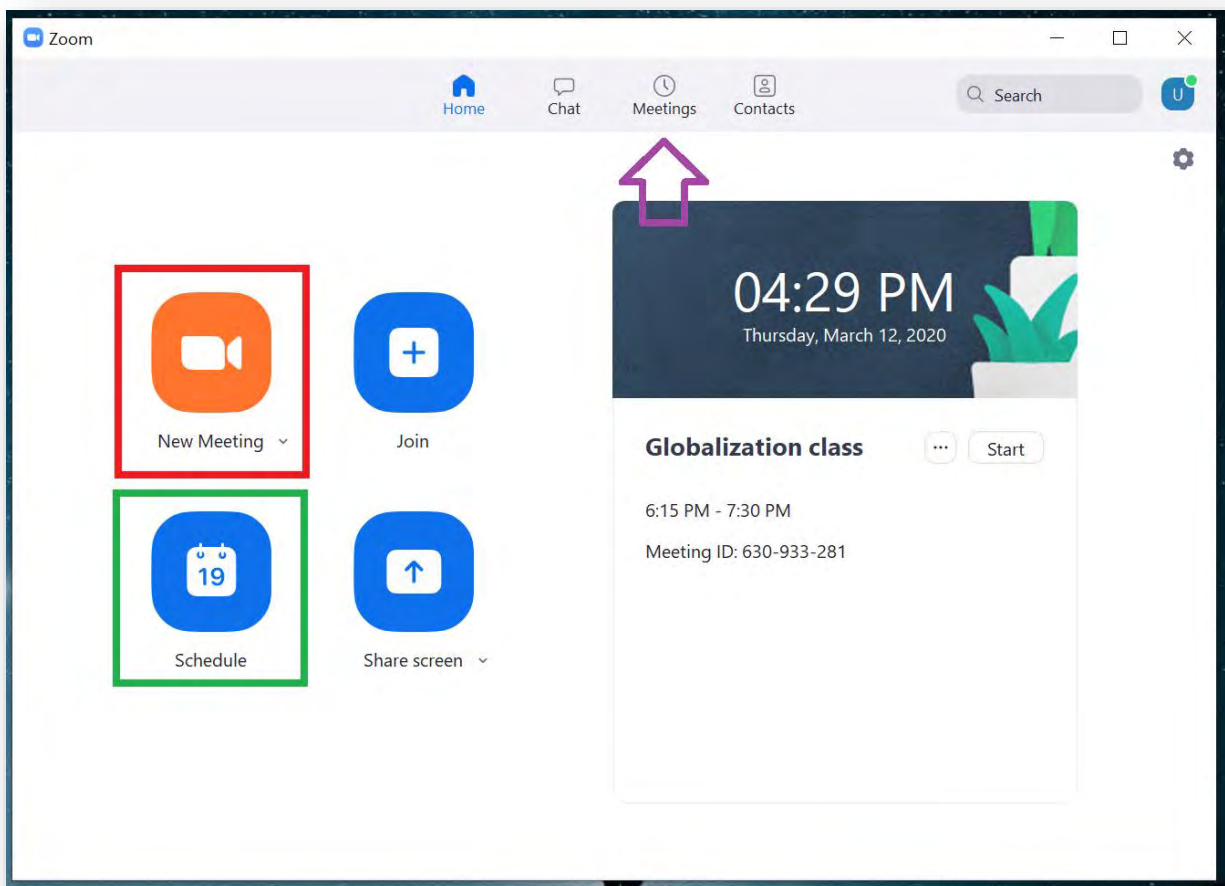 Zoom
Home
Chat
Meetings
Contacts
Search
U
04:29 PM
Thursday, March 12, 2020
New Meeting
Join
Globalization class
... Start
6:15 PM - 7:30 PM
Meeting ID: 630-933-281
19
Schedule
Share screen